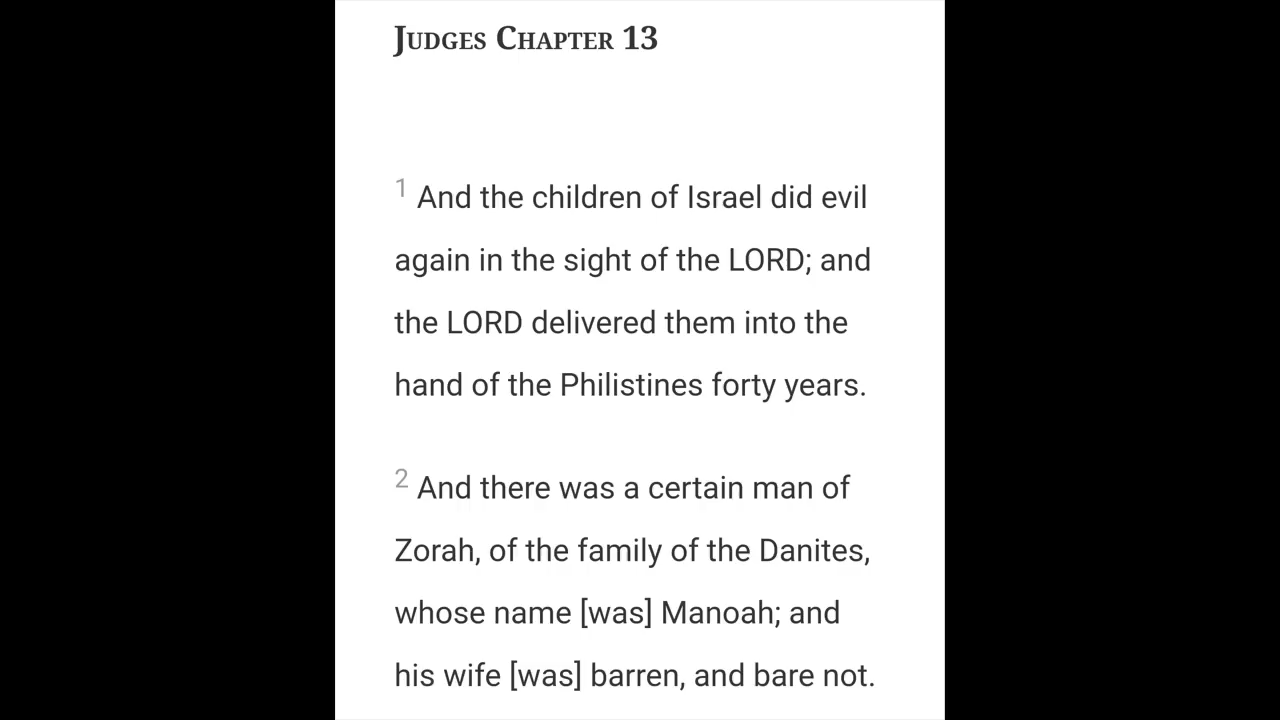 Judges Chapter 13
1 And the children of Israel did evil
again in the sight of the LORD; and
the LORD delivered them into the
hand of the Philistines forty years.
2 And there was a certain man of
Zorah, of the family of the Danites,
whose name [was] Manoah; and
his wife [was] barren, and bare not.